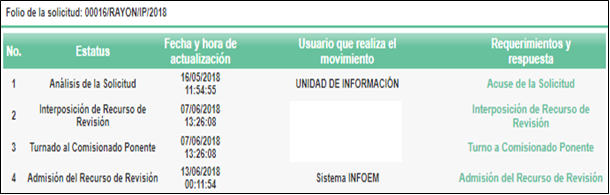 Folio de la solicitud: 00016/RAYON/IP/2018
No. Estatus Fecha y hora de actualización Usuario que realiza el movimiento Requerimientos y respuesta
1 Análisis de la Solicitud 16/05/2018 11:54:55 UNIDAD DE INFORMACIÓN Acuse de la Solicitud
2 Interposición de Recurso de Revisión 07/06/2018 13:26:08 Interposición de Recurso de Revisión
3 Turnado al Comisionado Ponente 07/06/2018 13:26:08 Turno a Comisionado Ponente
4 Admisión del Recurso de Revisión 13/06/2018 00:11:54 Sistema INFOEM Admisión del Recurso de Revisión